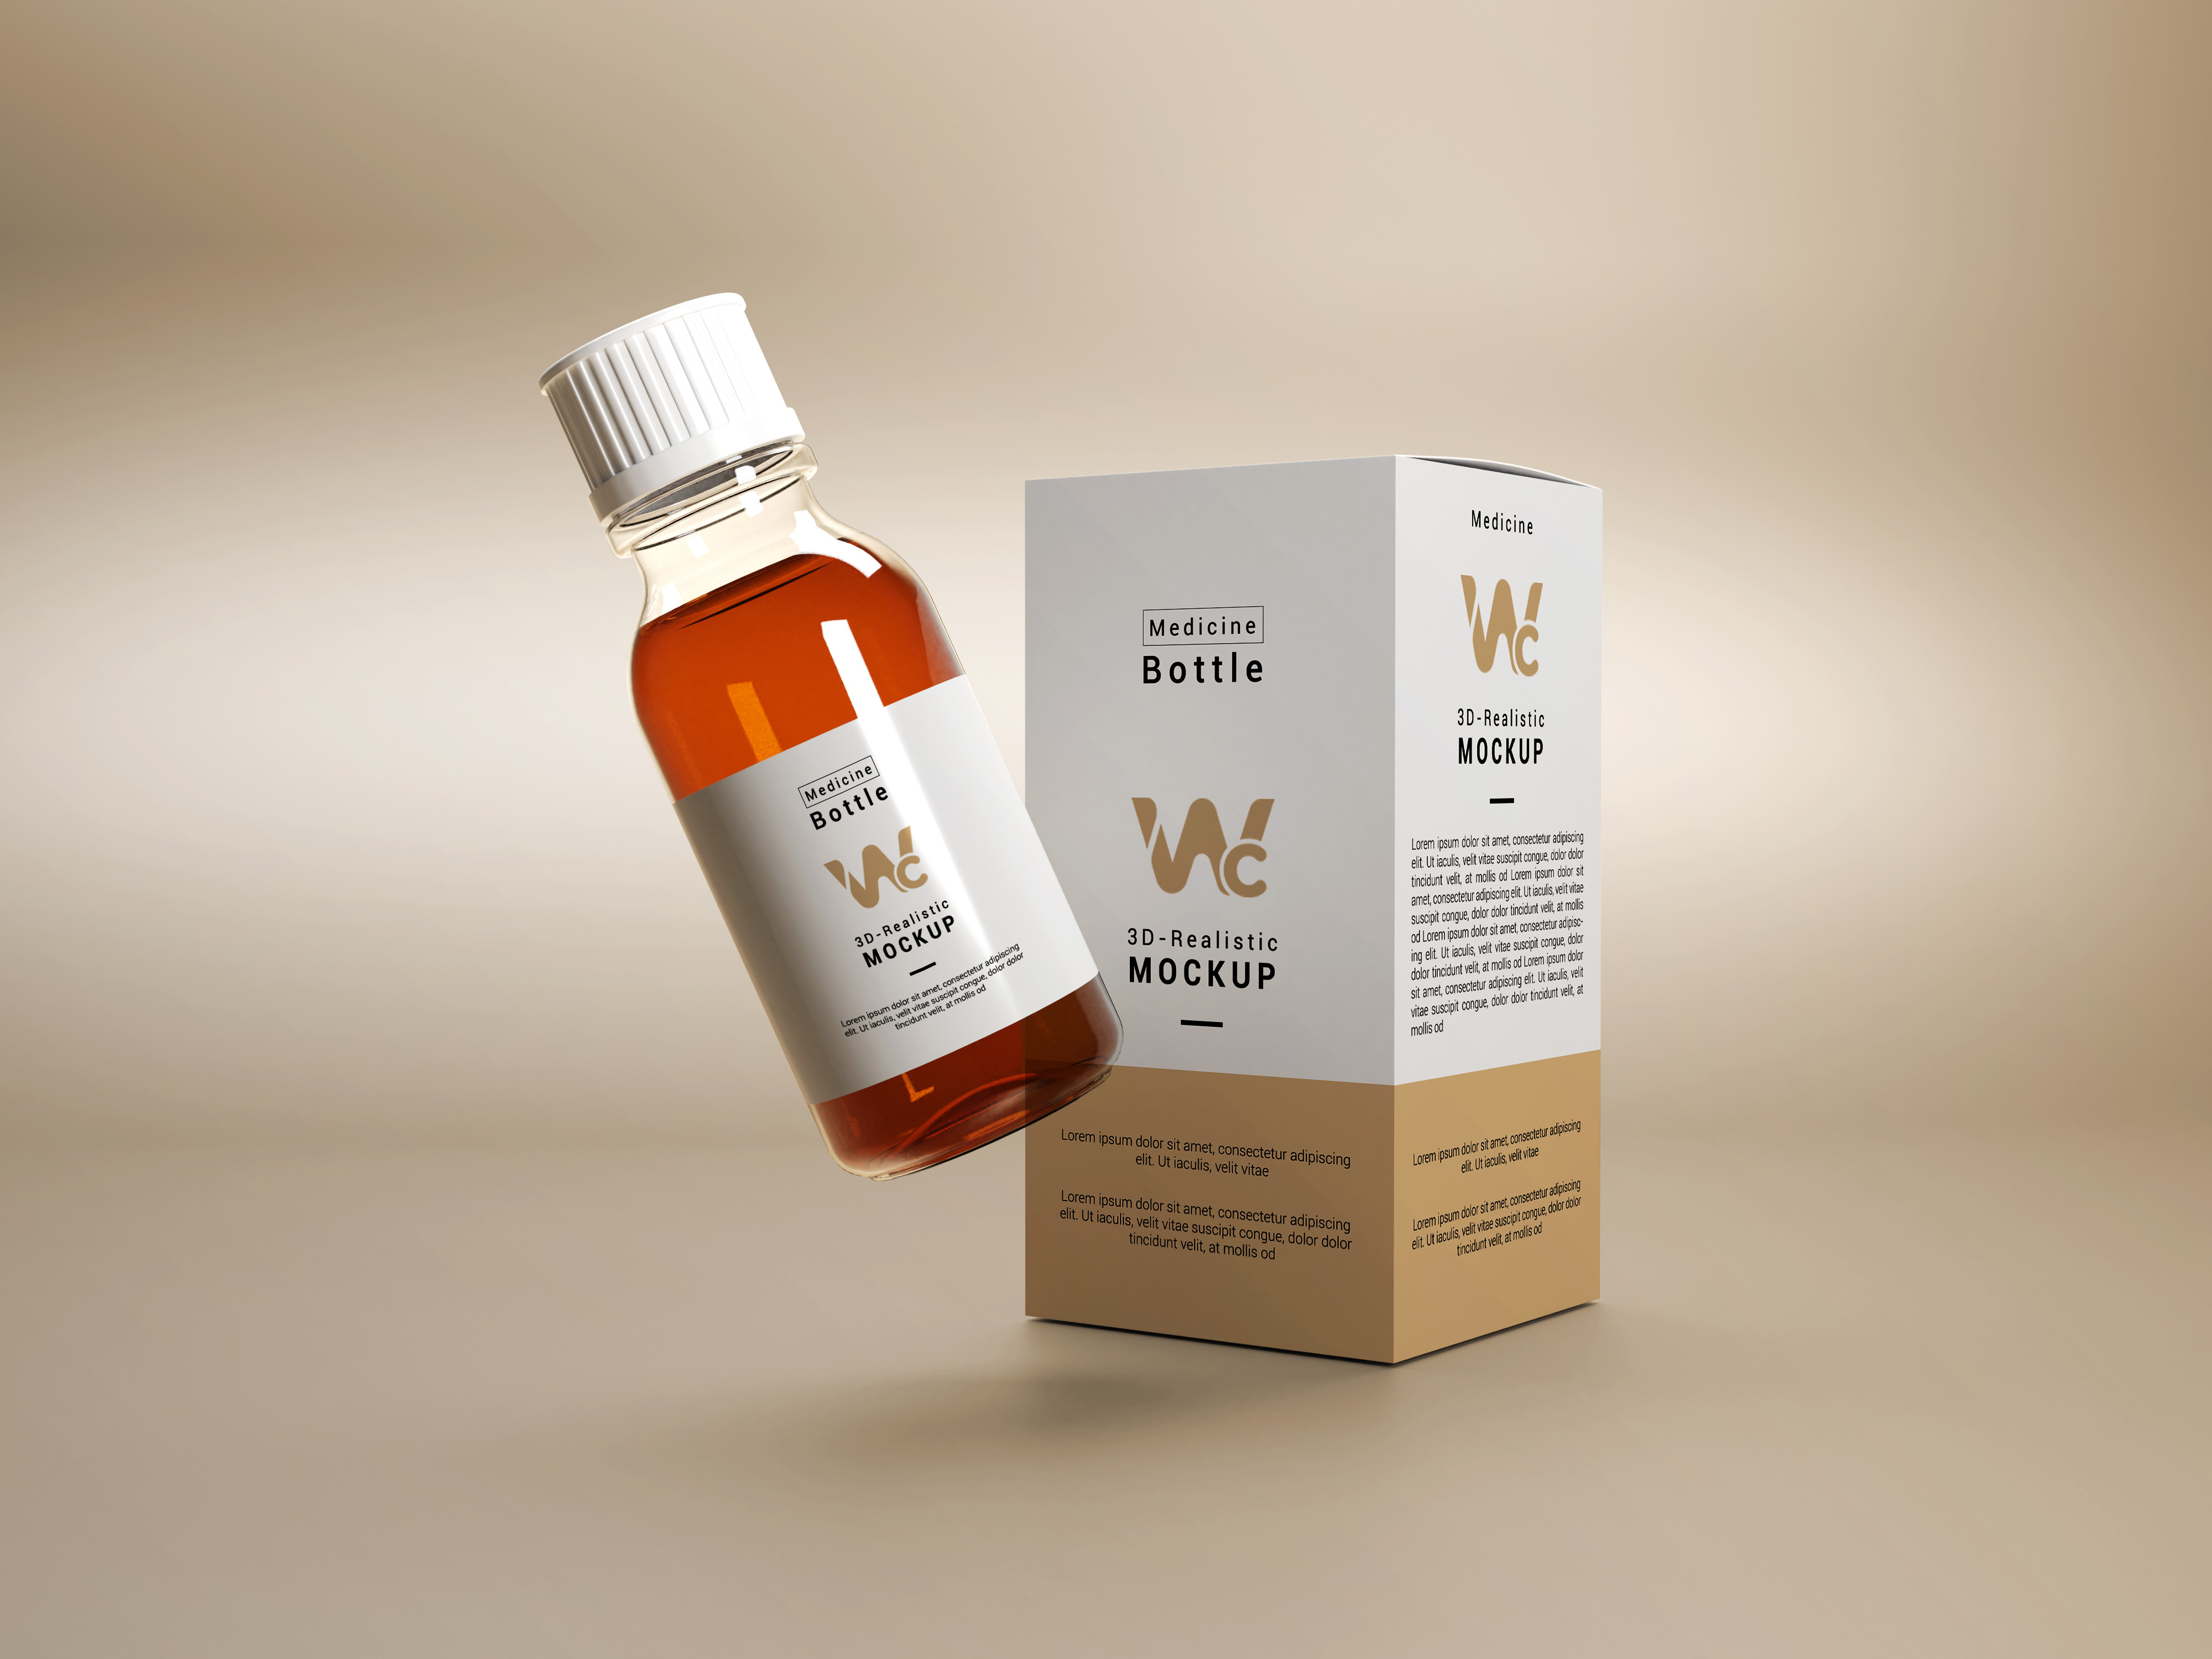 Medicine
Bottle
WC
3D-Realistic
MOCKUP
Lorem ipsum dolor sit amet, consectetur adipiscing
elit. Ut iaculis, velit vitae suscipit congue, dolor dolor
tincidunt velit, at mollis od
Medicine
Bottle
WC
3D-Realistic
MOCKUP
Lorem ipsum dolor sit amet, consectetur adipiscing
elit. Ut iaculis, velit vitae
Lorem ipsum dolor sit amet, consectetur adipiscing
elit. Ut iaculis, velit vitae suscipit congue, dolor dolor
tincidunt velit, at mollis od
Medicine
WC
3D-Realistic
MOCKUP
Lorem ipsum dolor sit amet, consectetur adipiscing
elit. Ut iaculis, velit vitae suscipit congue, dolor dolor
tincidunt velit, at mollis od Lorem ipsum dolor sit
amet, consectetur adipiscing elit. Ut iaculis, velit vitae
suscipit congue, dolor dolor tincidunt velit, at mollis
od Lorem ipsum dolor sit amet, consectetur adipisc-
ing elit. Ut iaculis, velit vitae suscipit congue, dolor
dolor tincidunt velit, at mollis od Lorem ipsum dolor
sit amet, consectetur adipiscing elit. Ut iaculis, velit
vitae suscipit congue, dolor dolor tincidunt velit, at
mollis od
Lorem ipsum dolor sit amet, consectetur adipiscing
elit. Ut iaculis, velit vitae
Lorem ipsum dolor sit amet, consectetur adipiscing
elit. Ut iaculis, velit vitae suscipit congue, dolor dolor
tincidunt velit, at mollis od